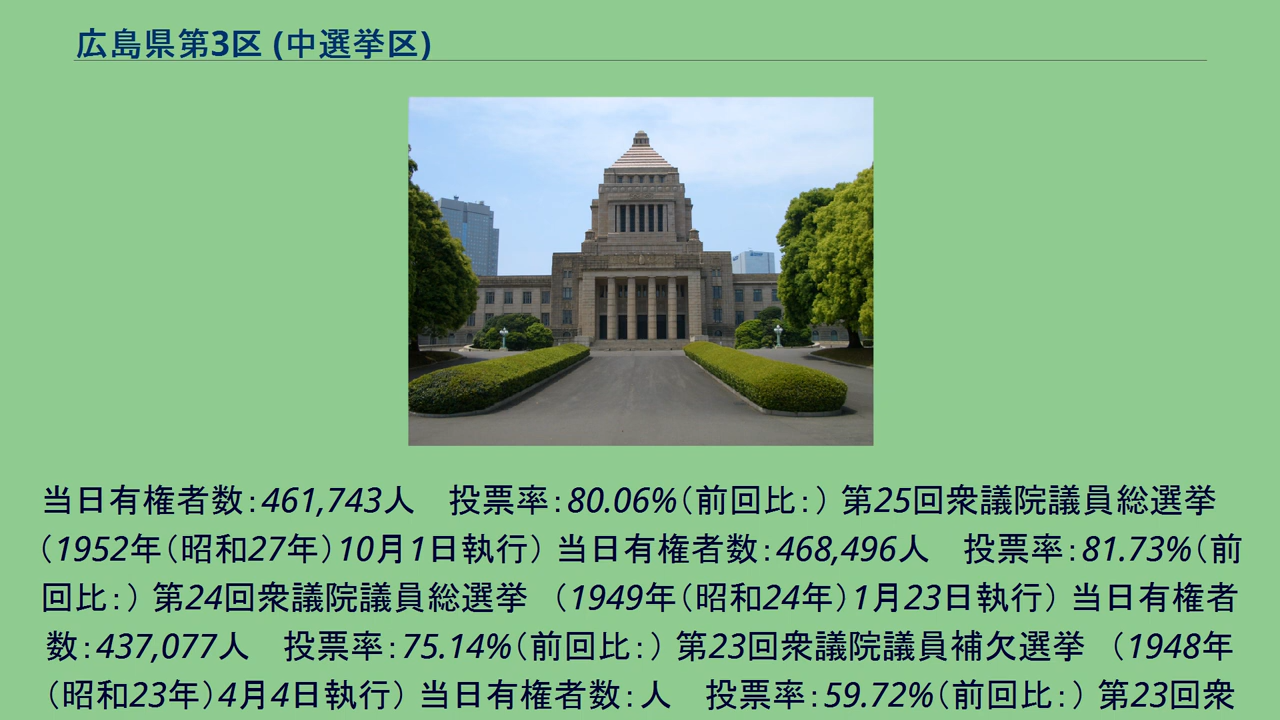 広島県第3区 (中選挙区)
当日有権者数：461,743人　投票率：80.06%（前回比：） 第25回衆議院議員総選挙
（1952年（昭和27年）10月1日執行） 当日有権者数：468,496人　投票率：81.73%（前
回比：） 第24回衆議院議員総選挙　（1949年（昭和24年）1月23日執行） 当日有権者
数：437,077人　投票率：75.14%（前回比：） 第23回衆議院議員補欠選挙　（1948年
（昭和23年）4月4日執行） 当日有権者数：人　投票率：59.72%（前回比：） 第23回衆